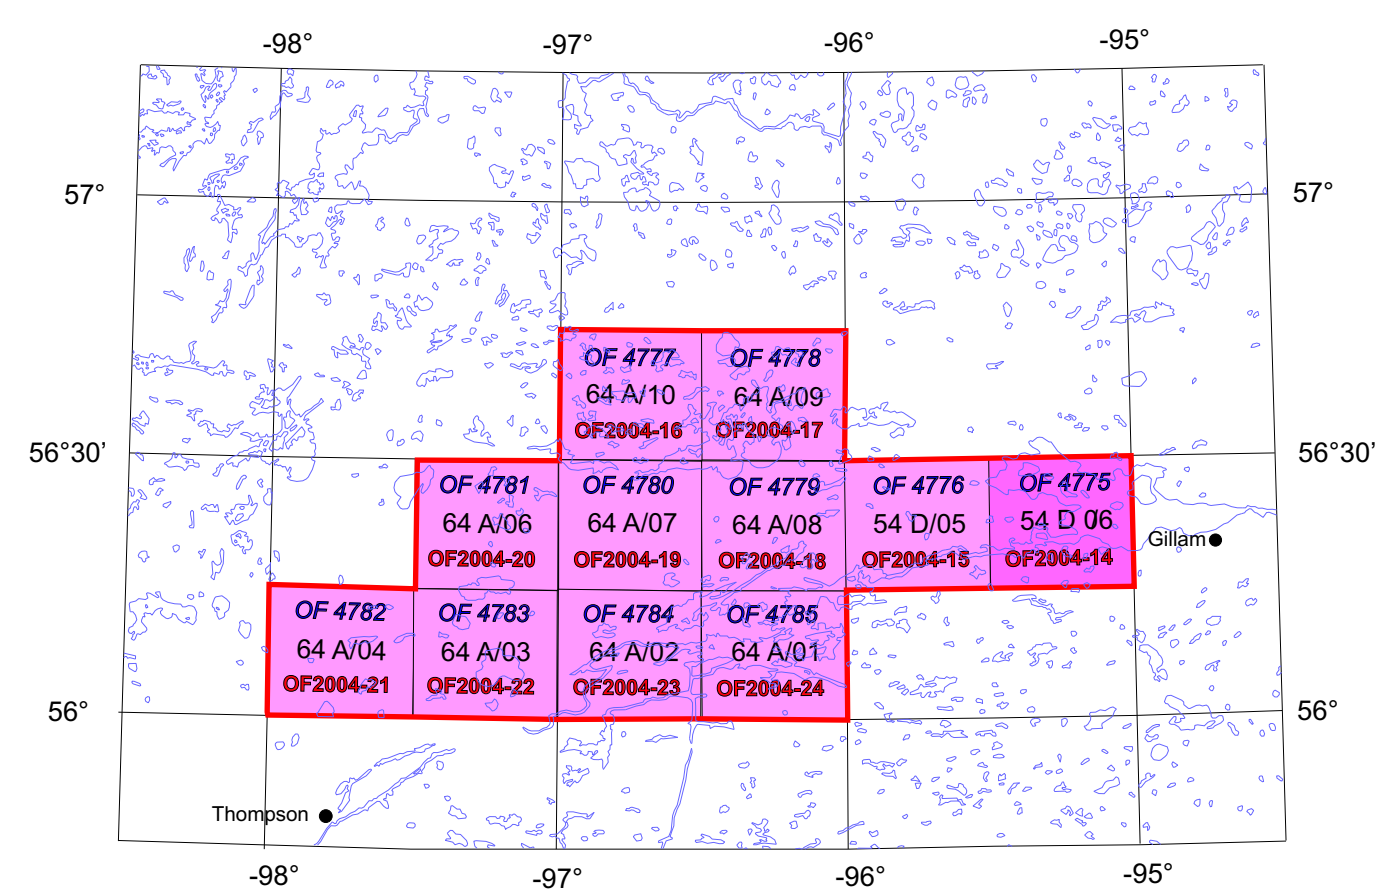 -98°
-97°
-96°
-95°
57°
57°
OF 4777
64 A/10
OF2004-16
OF 4778
64 A/09
OF2004-17
56°30’
56°30’
OF 4781
64 A/06
OF2004-20
OF 4780
64 A/07
OF2004-19
OF 4779
64 A/08
OF2004-18
OF 4776
54 D/05
OF2004-15
OF 4775
54 D 06
OF2004-14
Gillam
OF 4782
64 A/04
OF2004-21
OF 4783
64 A/03
OF2004-22
OF 4784
64 A/02
OF2004-23
OF 4785
64 A/01
OF2004-24
56°
56°
Thompson
-98°
-97°
-96°
-95°